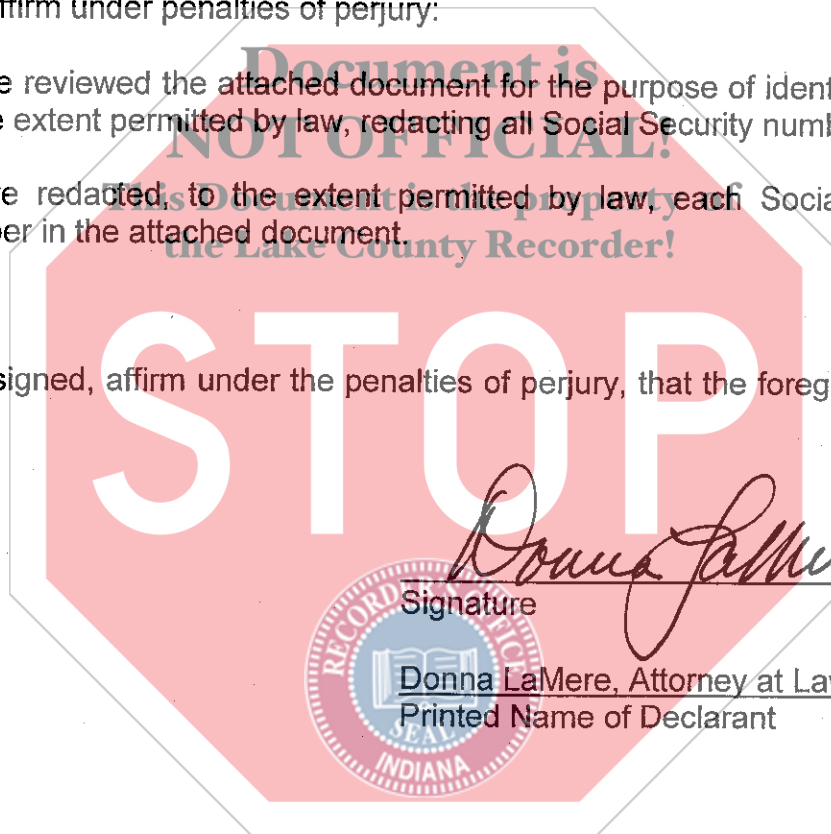 ffirm under penalties of perjury:
Document is
e reviewed the attached document for the purpose of ident
e extent permitted by law, redacting all Social Security numb
NOT OFFICIAL!
e redacted, to the extent permitted by law, each Socia
This Document is the property of
er in the attached document.
the Lake County Recorder!
STOP
signed, affirm under the penalties of perjury, that the foreg
Donna LaMe
Signature
RECORDER'S OFFICE
Donna LaMere, Attorney at Law
Printed Name of Declarant
SEAL
INDIANA